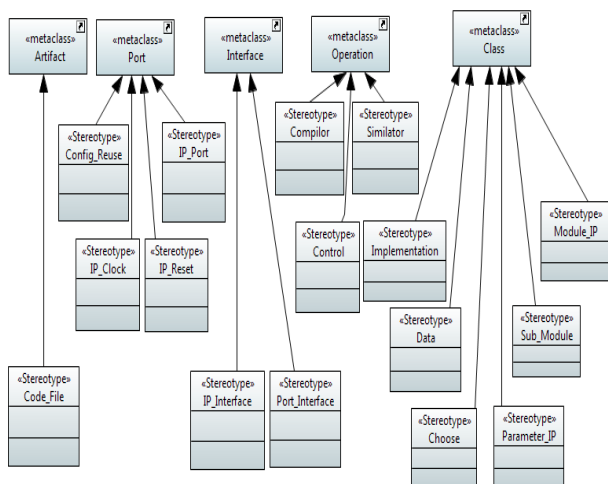 «metaclass»
Artifact
«metaclass»
Port
«metaclass»
Interface
«metaclass»
Operation
«metaclass»
Class
«Stereotype»
Config_Reuse
«Stereotype»
IP_Port
«Stereotype»
Compilor
«Stereotype»
Similator
«Stereotype»
IP_Clock
«Stereotype»
IP_Reset
«Stereotype»
Control
«Stereotype»
Implementation
«Stereotype»
Module_IP
«Stereotype»
Data
«Stereotype»
Sub_Module
«Stereotype»
Code_File
«Stereotype»
IP_Interface
«Stereotype»
Port_Interface
«Stereotype»
Choose
«Stereotype»
Parameter_IP